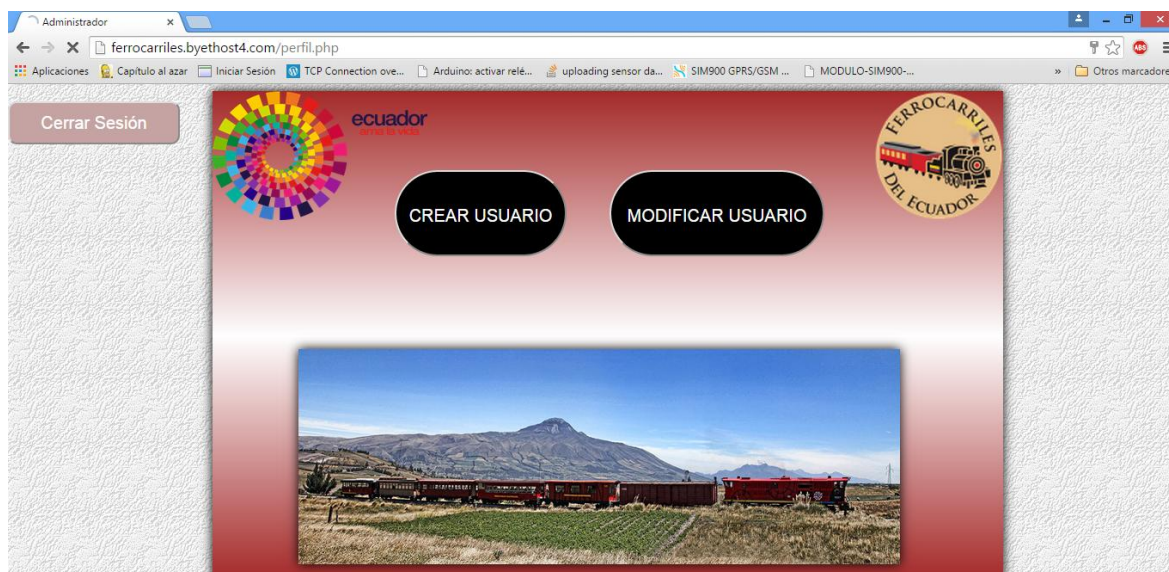 Administrador
ferrocarriles.byethost4.com/perfil.php
Aplicaciones Capítulo al azar Iniciar Sesión TCP Connection ove... Arduino: activar relé... uploading sensor da... SIM900 GPRS/GSM ... MODULO-SIM900-... » Otros marcadore
Cerrar Sesión
ecuador
ama la vida
FERROCARRILES
DEL ECUADOR
CREAR USUARIO MODIFICAR USUARIO